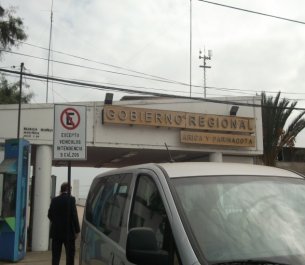 GOBIERNO REGIONAL
ARICA Y PARINACOTA
E
EXCEPTO
VEHICULOS
INTENDENCIA